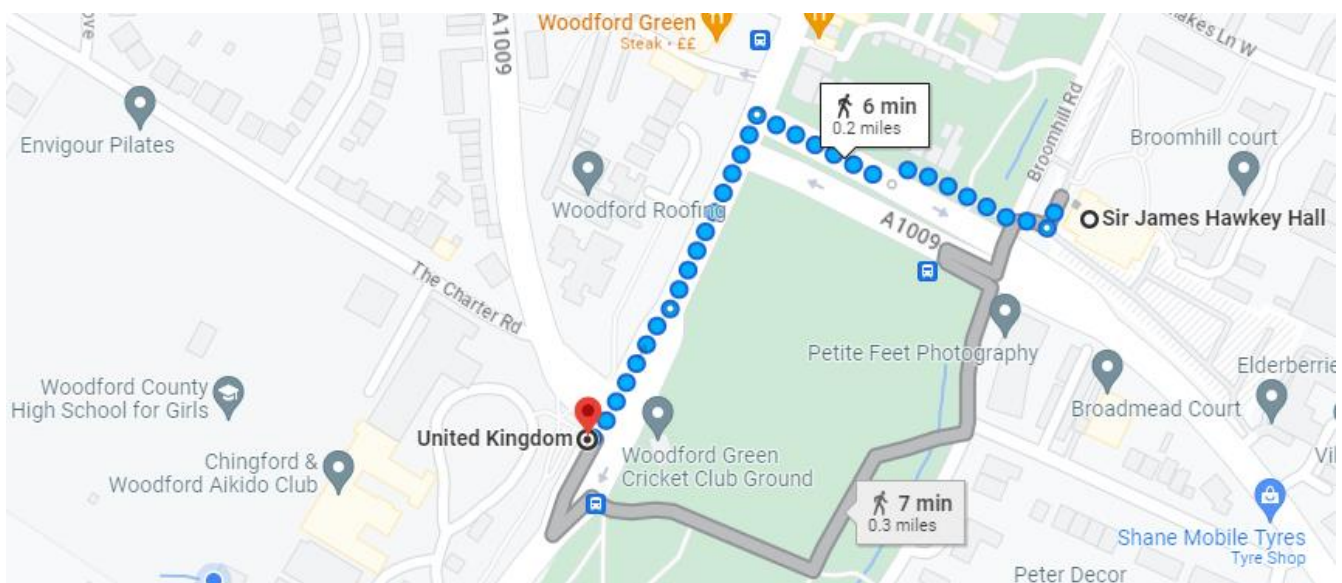 Woodford Green
Steak · ££
A1009
Envigour Pilates
6 min
0.2 miles
Broomhill Rd
Broomhill court
Woodford Roofing
Sir James Hawkey Hall
A1009
The Charter Rd
Petite Feet Photography
Elderberrie
Woodford County
High School for Girls
Broadmead Court
United Kingdom
Woodford Green
Cricket Club Ground
Chingford &
Woodford Aikido Club
7 min
0.3 miles
Shane Mobile Tyres
Tyre Shop
Peter Decor